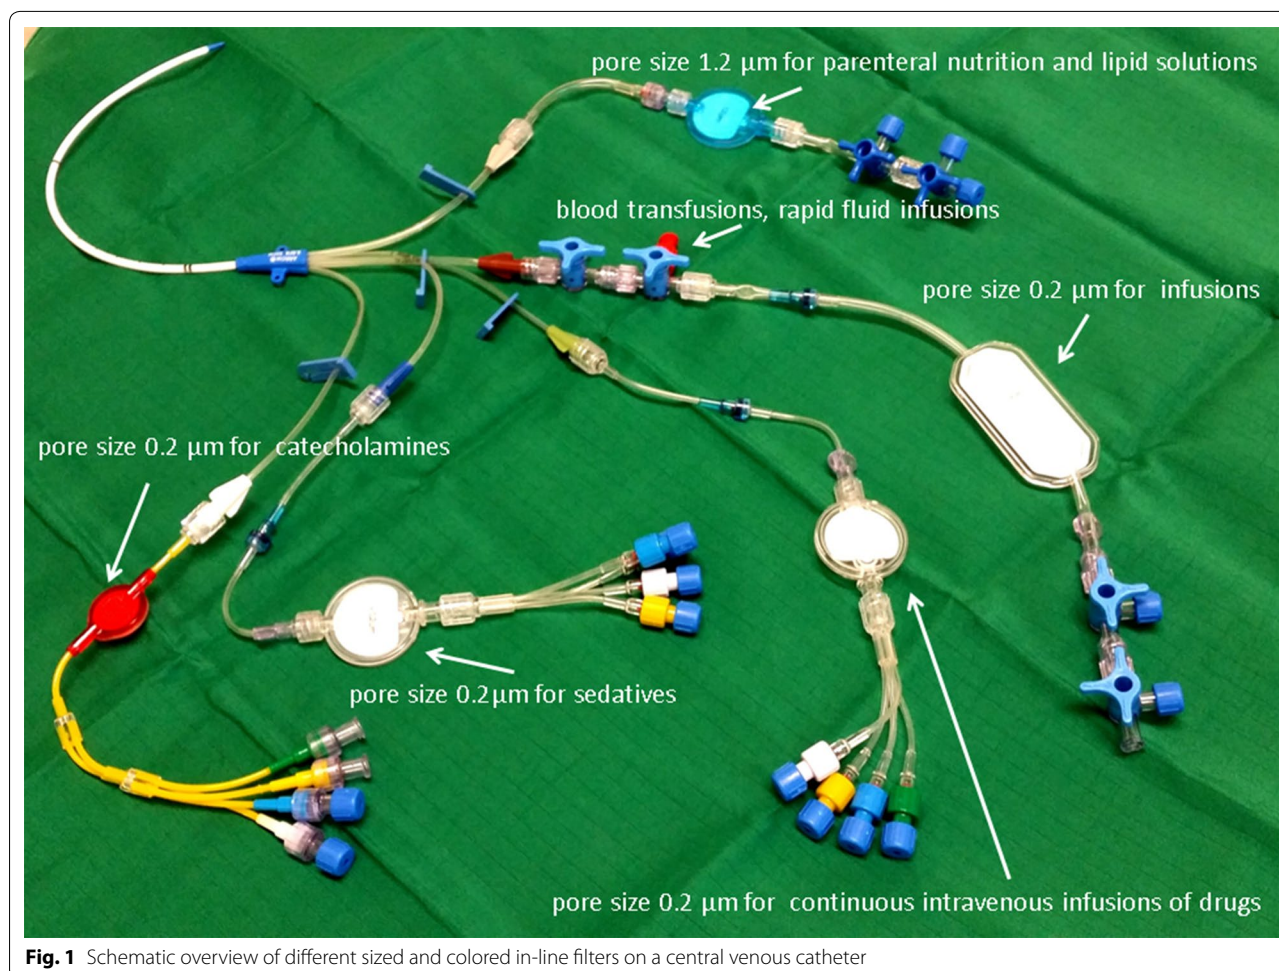 pore size 1.2 µm for parenteral nutrition and lipid solutions
blood transfusions, rapid fluid infusions
pore size 0.2 µm for infusions
pore size 0.2 µm for catecholamines
pore size 0.2µm for sedatives
pore size 0.2 µm for continuous intravenous infusions of drugs
Fig. 1 Schematic overview of different sized and colored in-line filters on a central venous catheter